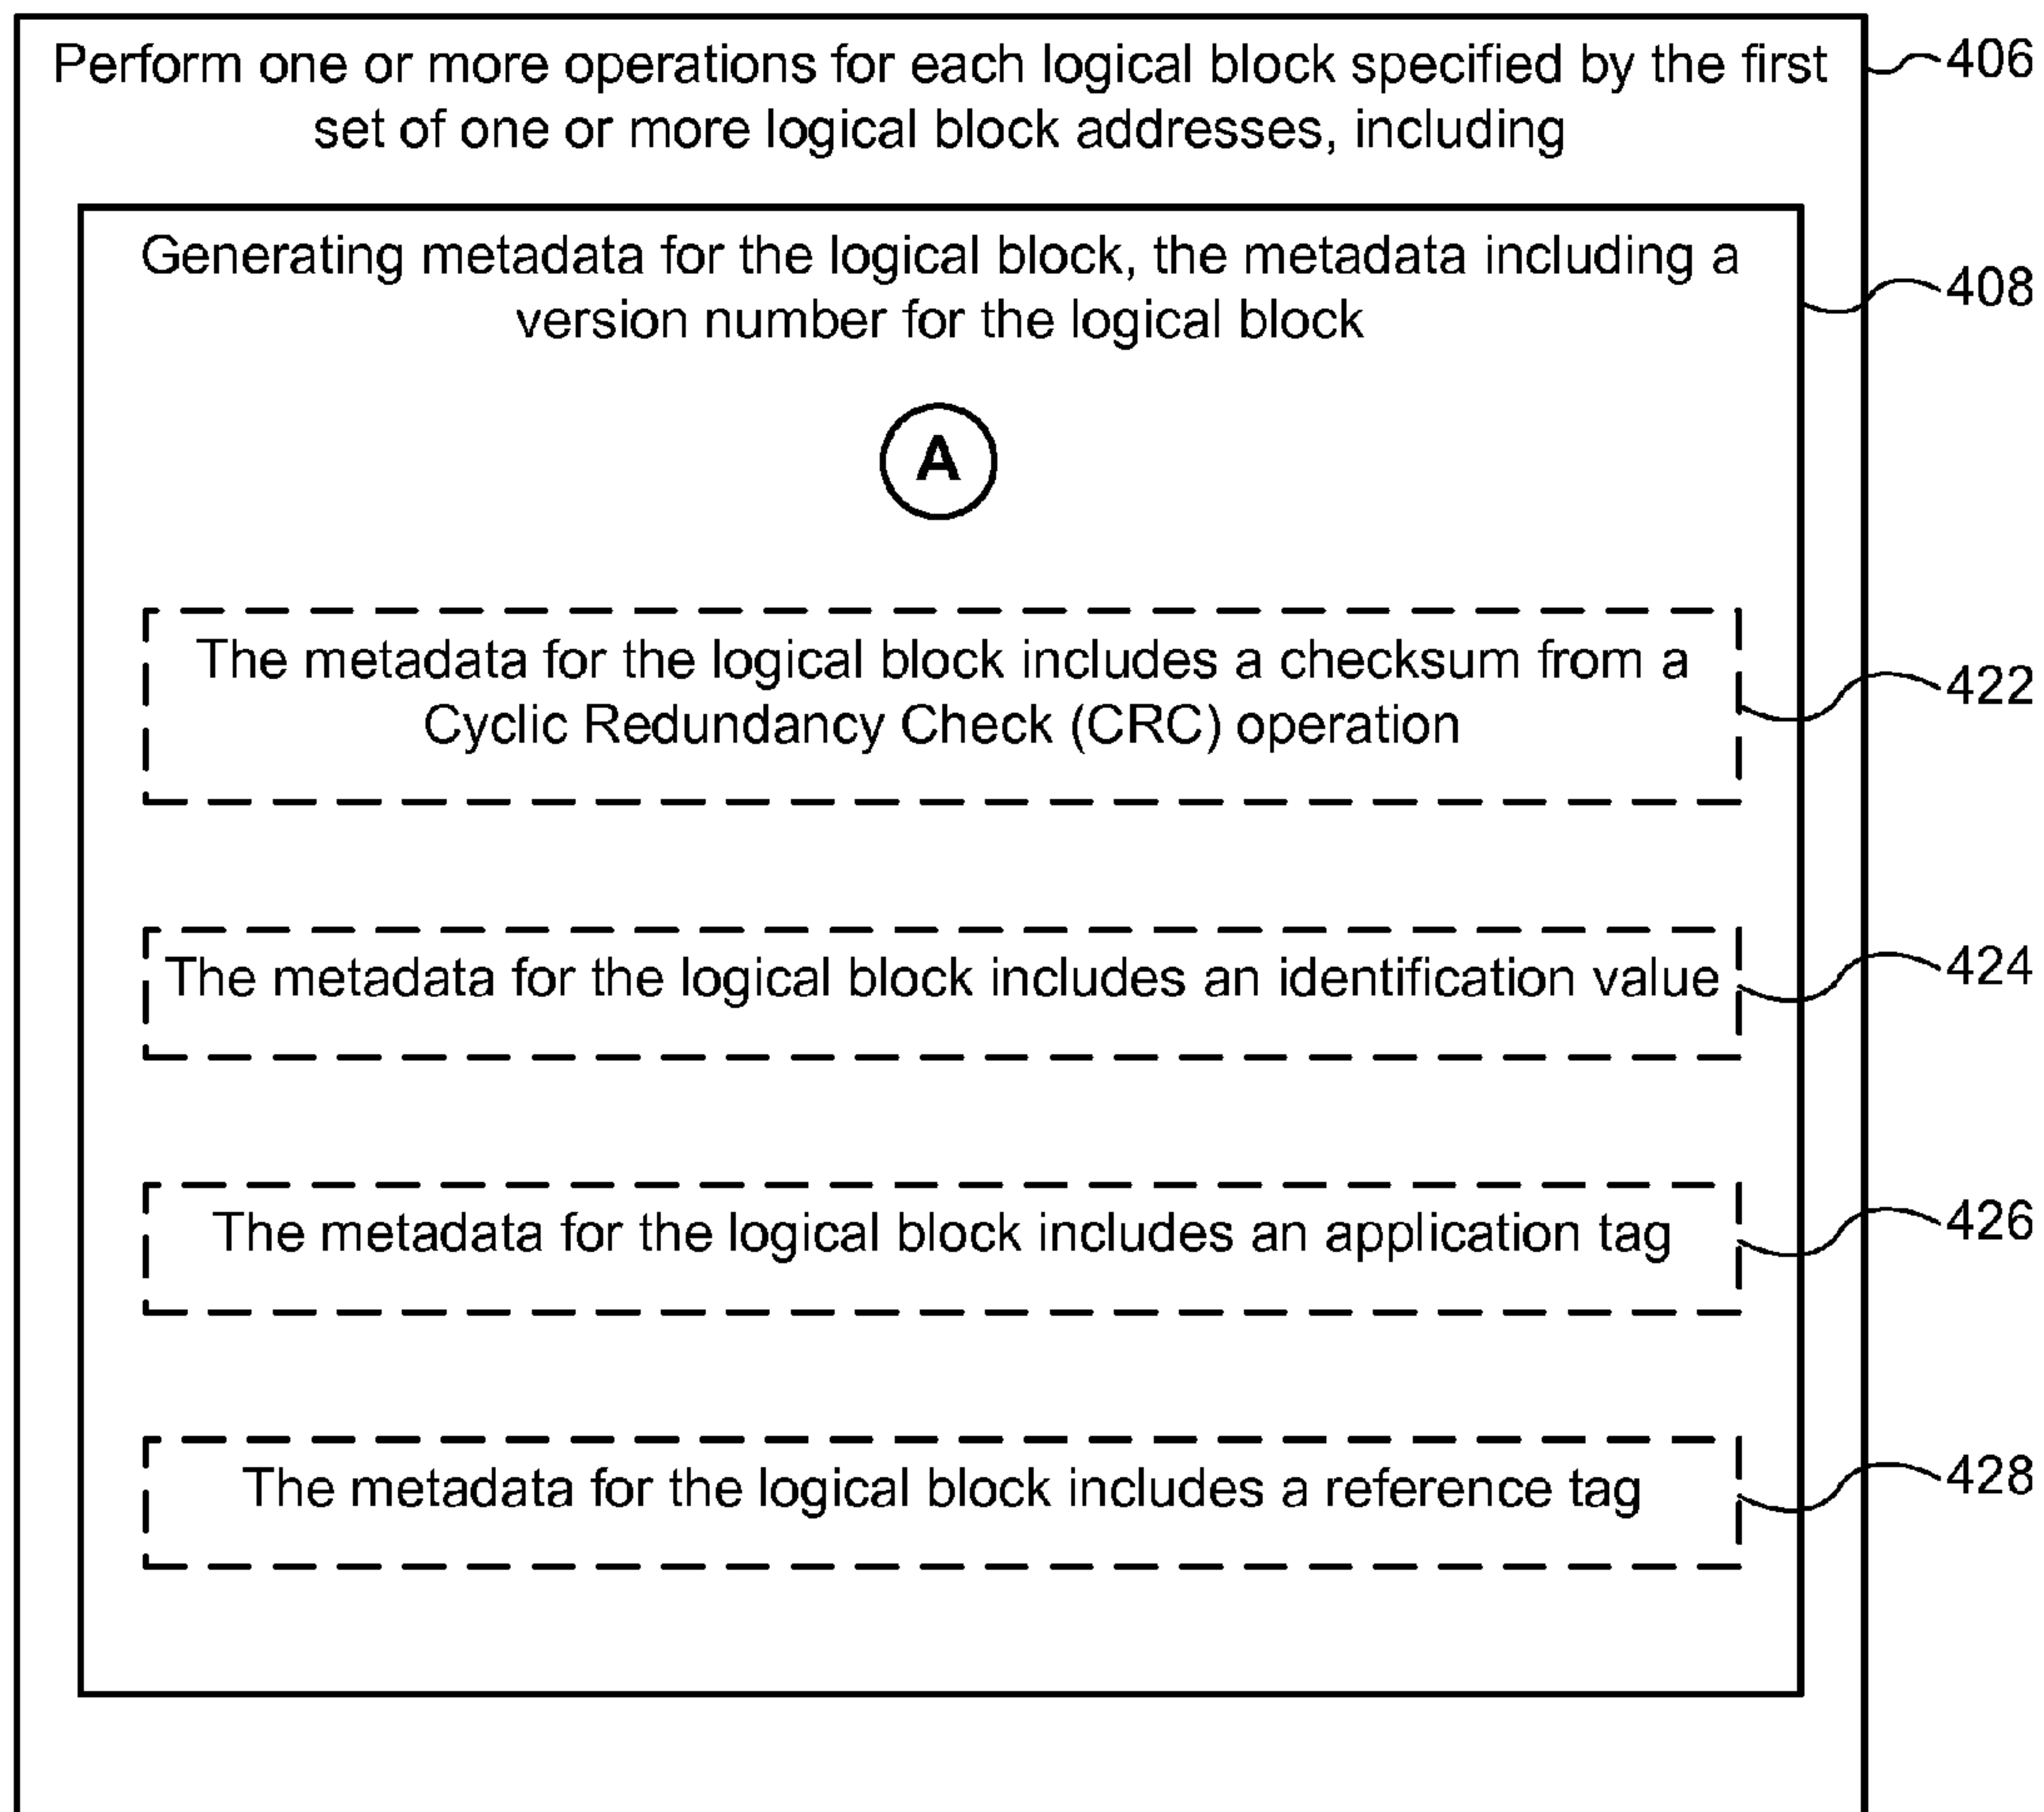 Perform one or more operations for each logical block specified by the first
set of one or more logical block addresses, including
406
Generating metadata for the logical block, the metadata including a
version number for the logical block
408
A
The metadata for the logical block includes a checksum from a
Cyclic Redundancy Check (CRC) operation
422
The metadata for the logical block includes an identification value
424
The metadata for the logical block includes an application tag
426
The metadata for the logical block includes a reference tag
428